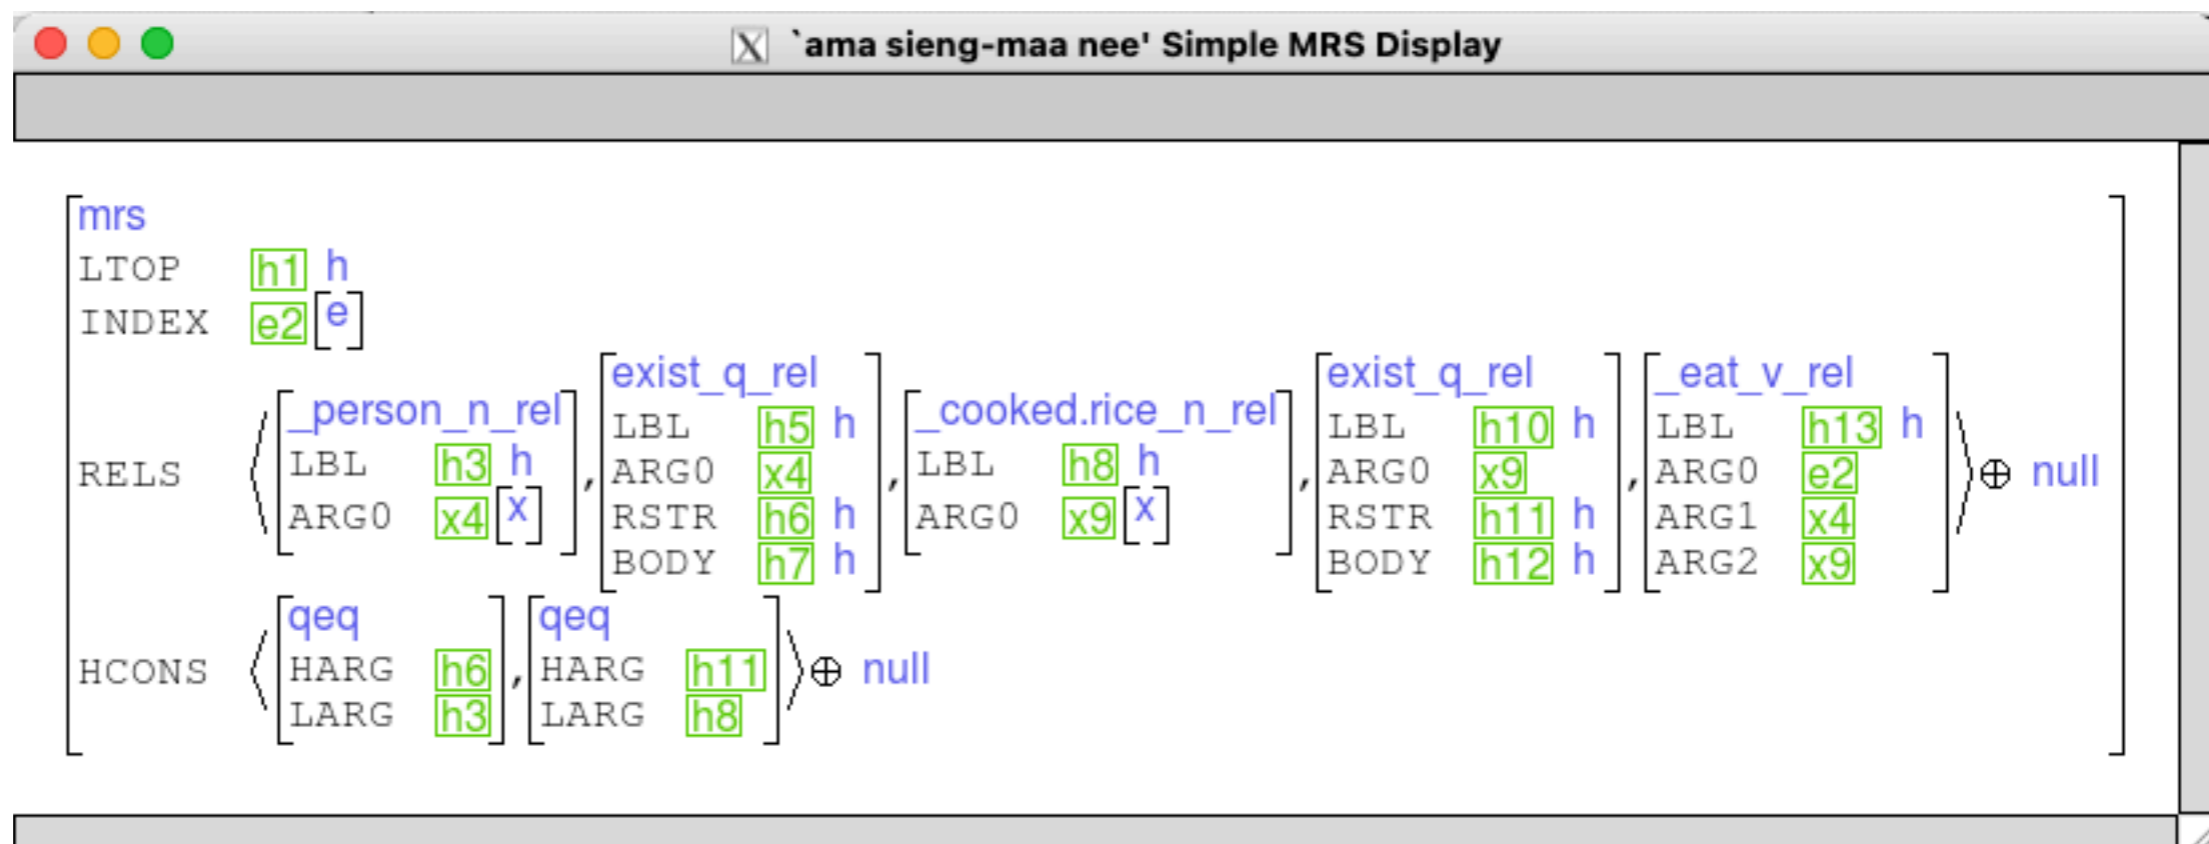 `ama sieng-maa nee' Simple MRS Display
mrs
LTOP h1 h
INDEX e2 [e]
RELS ⟨ [ _person_n_rel LBL h3 h ARG0 x4 [x] ], [ exist_q_rel LBL h5 h ARG0 x4 RSTR h6 h BODY h7 h ], [ _cooked.rice_n_rel LBL h8 h ARG0 x9 [x] ], [ exist_q_rel LBL h10 h ARG0 x9 RSTR h11 h BODY h12 h ], [ _eat_v_rel LBL h13 h ARG0 e2 ARG1 x4 ARG2 x9 ] ⟩ ⊕ null
HCONS ⟨ [ qeq HARG h6 LARG h3 ], [ qeq HARG h11 LARG h8 ] ⟩ ⊕ null